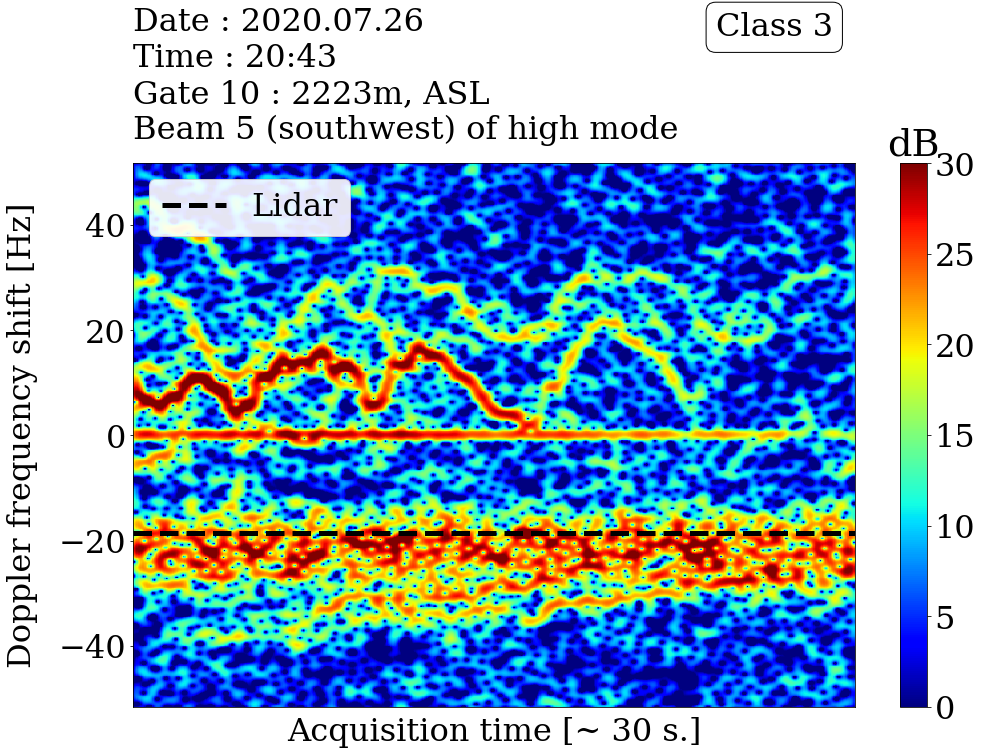 Date : 2020.07.26
Time : 20:43
Gate 10 : 2223m, ASL
Beam 5 (southwest) of high mode
Class 3
dB
Lidar
Doppler frequency shift [Hz]
40
20
0
−20
−40
30
25
20
15
10
5
0
Acquisition time [~ 30 s.]